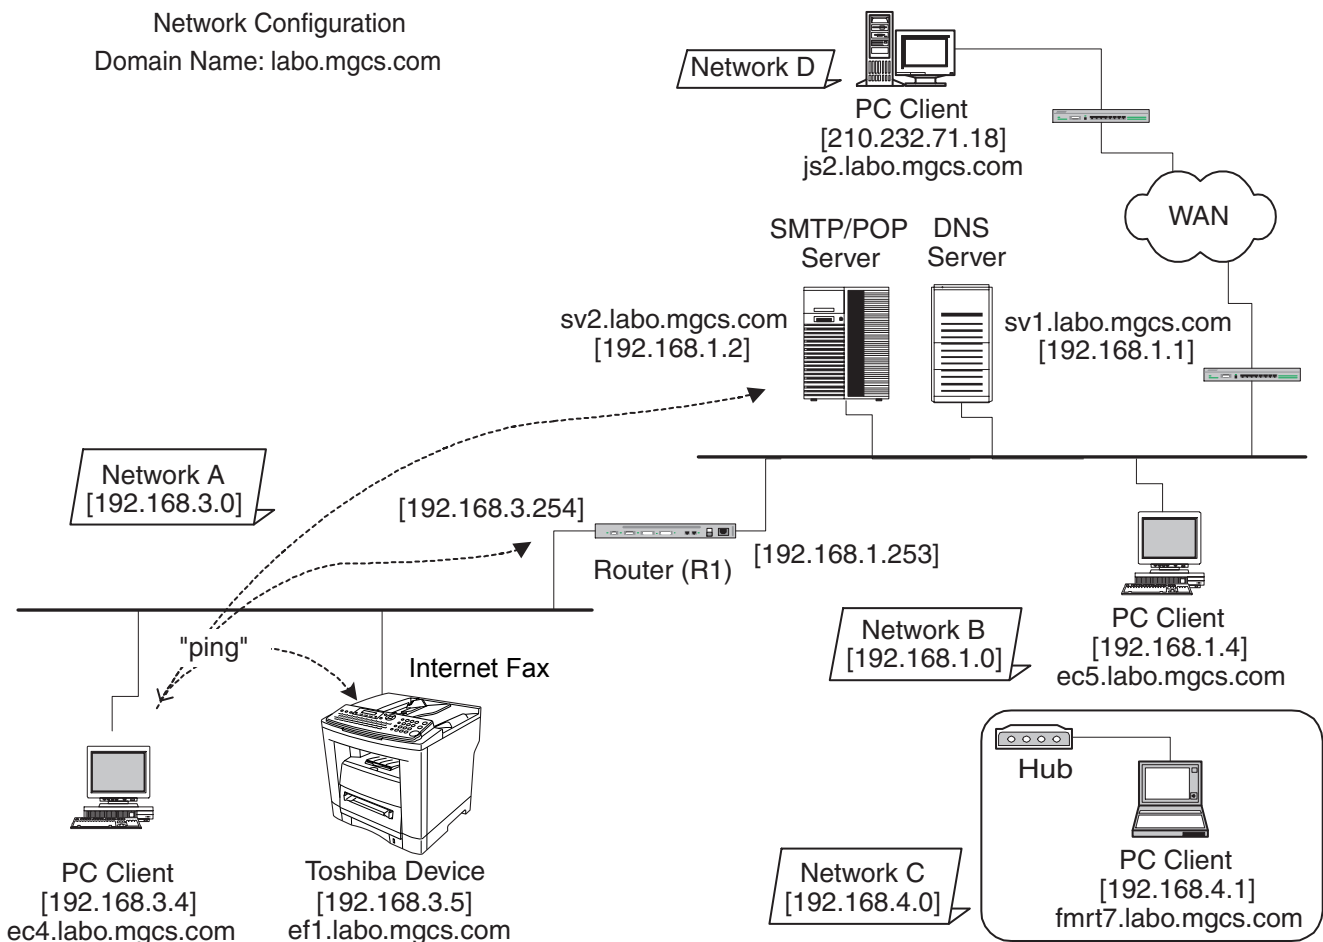 Network Configuration
Domain Name: labo.mgcs.com
Network D
PC Client
[210.232.71.18]
js2.labo.mgcs.com
WAN
SMTP/POP
Server
DNS
Server
sv2.labo.mgcs.com
[192.168.1.2]
sv1.labo.mgcs.com
[192.168.1.1]
Network A
[192.168.3.0]
[192.168.3.254]
Router (R1)
[192.168.1.253]
"ping"
Internet Fax
Network B
[192.168.1.0]
PC Client
[192.168.1.4]
ec5.labo.mgcs.com
Hub
PC Client
[192.168.3.4]
ec4.labo.mgcs.com
Toshiba Device
[192.168.3.5]
ef1.labo.mgcs.com
Network C
[192.168.4.0]
PC Client
[192.168.4.1]
fmrt7.labo.mgcs.com